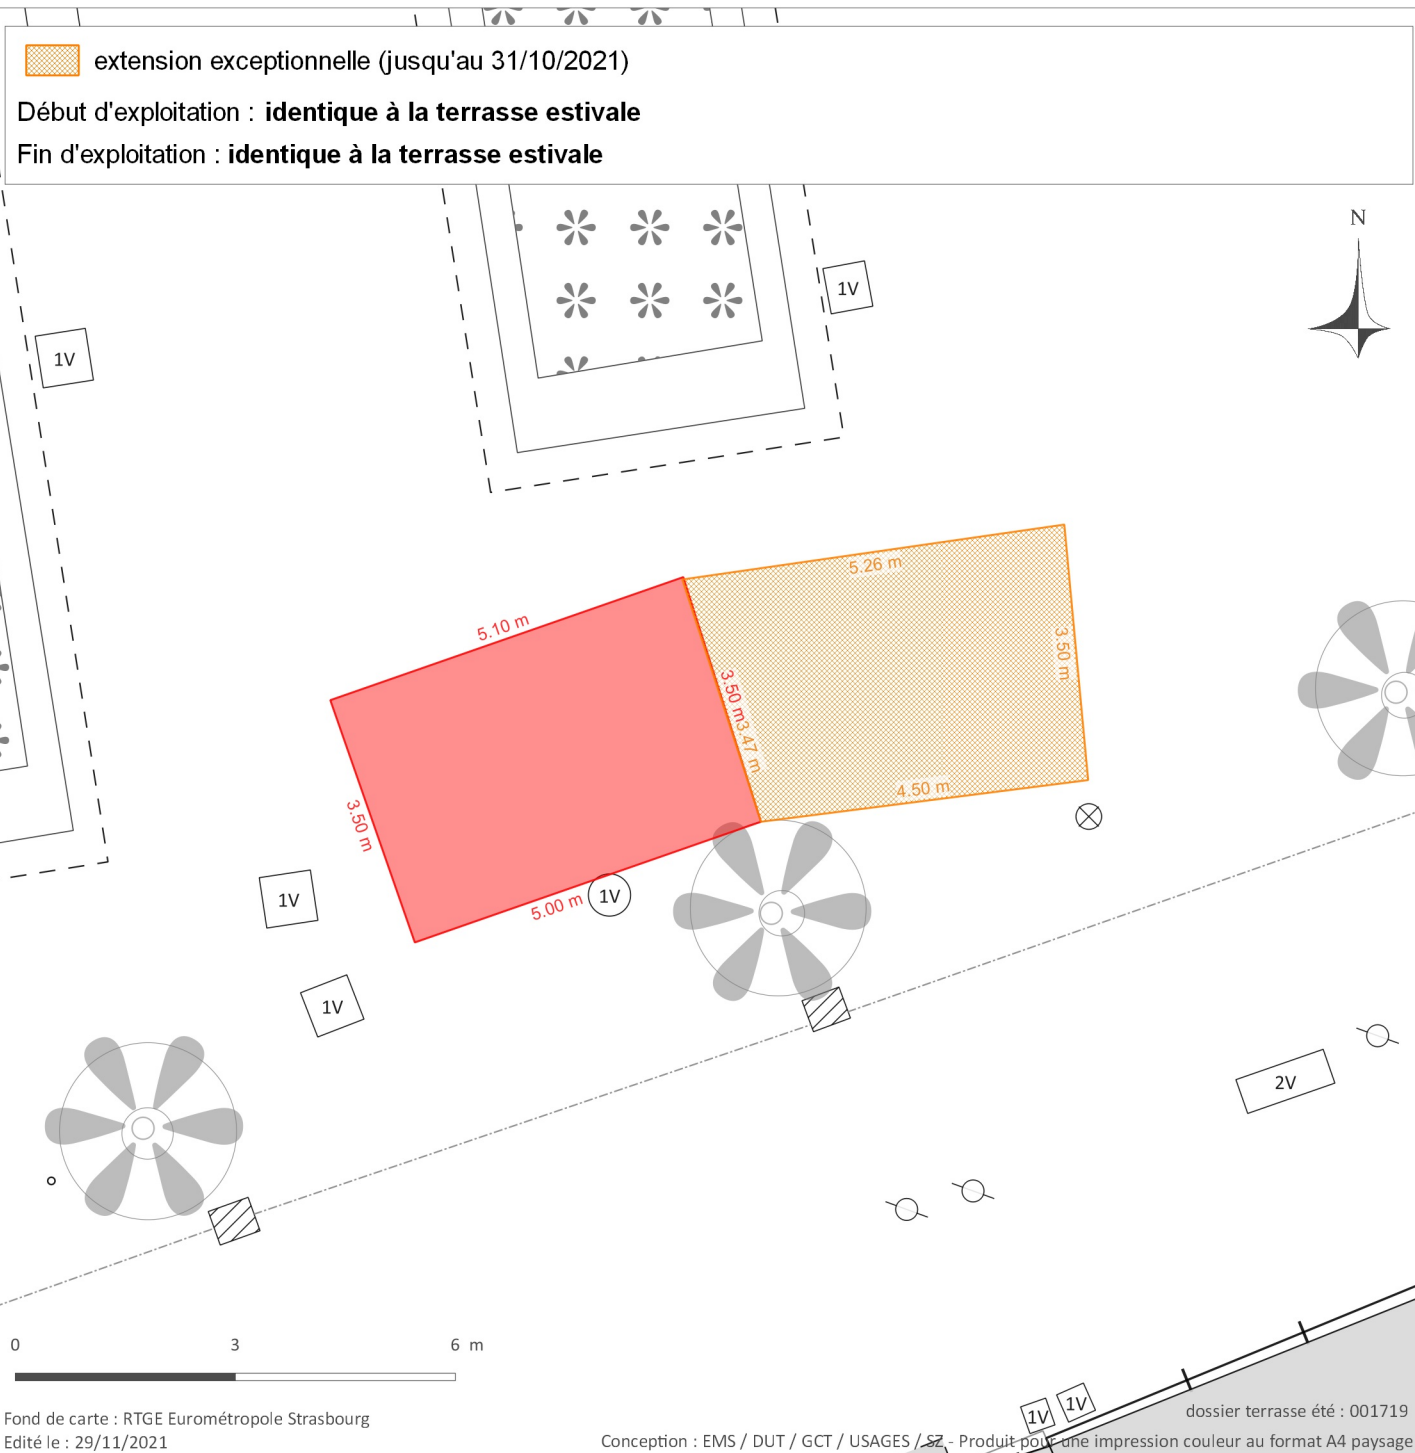 extension exceptionnelle (jusqu'au 31/10/2021)
Début d'exploitation : identique à la terrasse estivale
Fin d'exploitation : identique à la terrasse estivale
N
1V
1V
5.26 m
5.10 m
3.50 m
3.50 m
3.47 m
4.50 m
3.50 m
1V
1V
5.00 m
1V
2V
0 3 6 m
1V
1V
Fond de carte : RTGE Eurométropole Strasbourg
dossier terrasse été : 001719
Edité le : 29/11/2021
Conception : EMS / DUT / GCT / USAGES / SZ - Produit pour une impression couleur au format A4 paysage